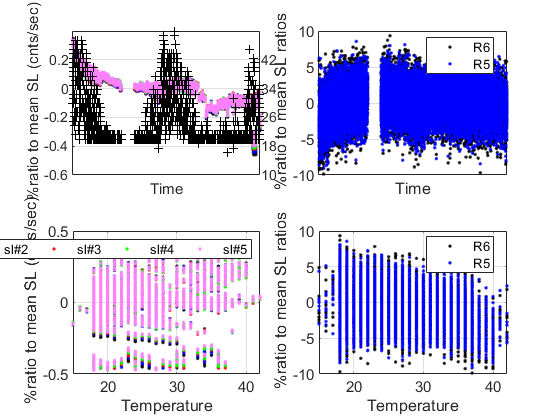 %ratio to mean SL (cnts/sec)
0.2
0
-0.2
-0.4
-0.6
42
34
26
18
10
Time
%ratio to mean SL ratios
10
5
0
-5
-10
R6
R5
Time
%ratio to mean SL (
s/sec)
0.5
0
-0.5
sl#2
sl#3
sl#4
sl#5
20
30
40
Temperature
%ratio to mean SL ratios
10
5
0
-5
-10
R6
R5
20
30
40
Temperature